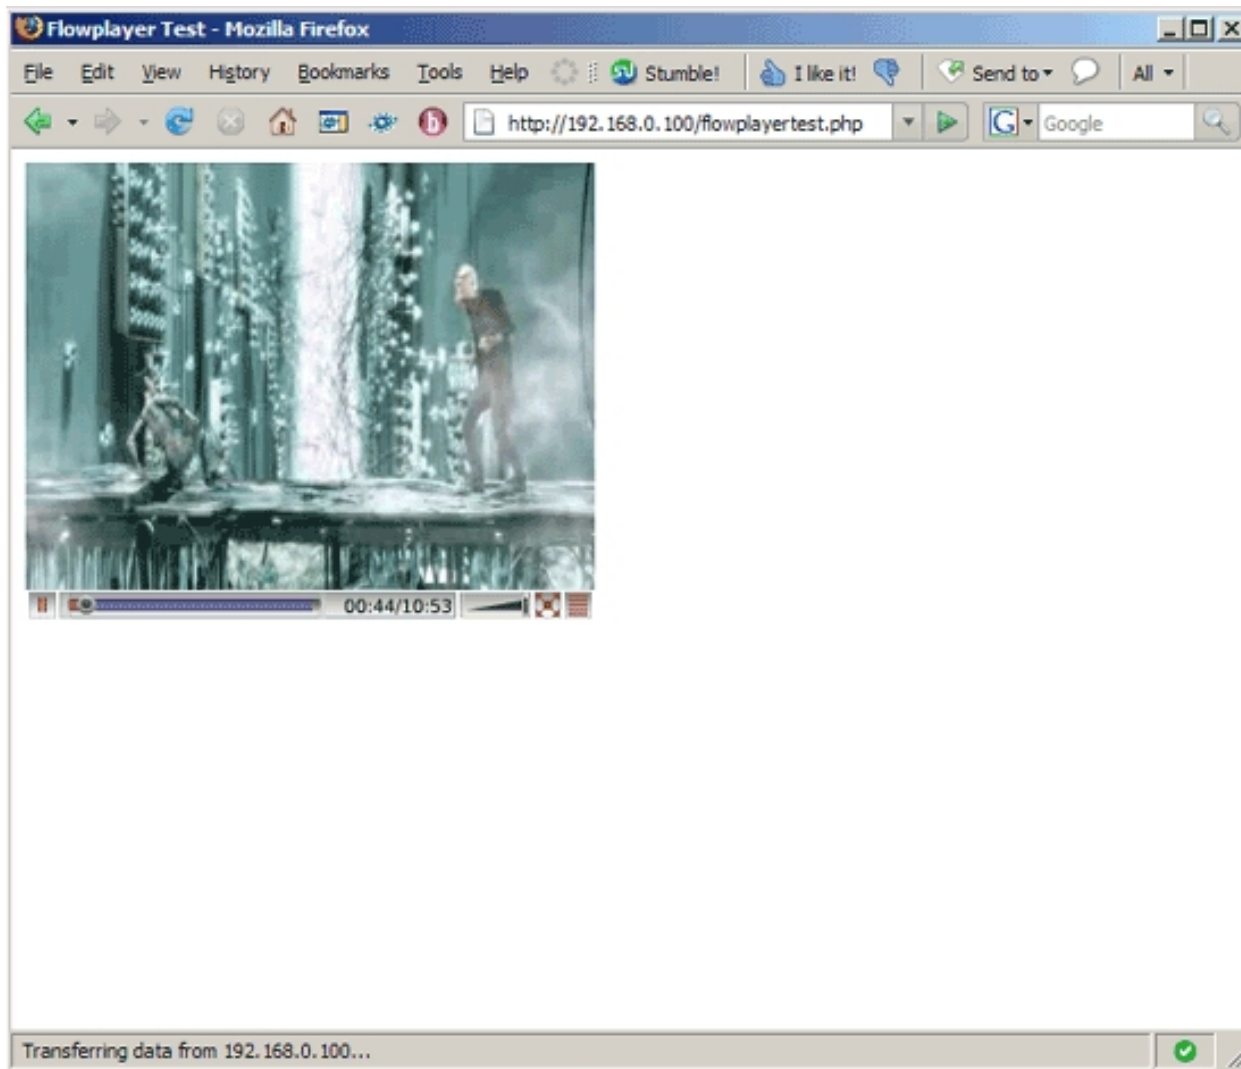 Flowplayer Test - Mozilla Firefox
File Edit View History Bookmarks Tools Help Stumble! I like it! Send to All
http://192.168.0.100/flowplayertest.php G Google
00:44/10:53
Transferring data from 192.168.0.100...